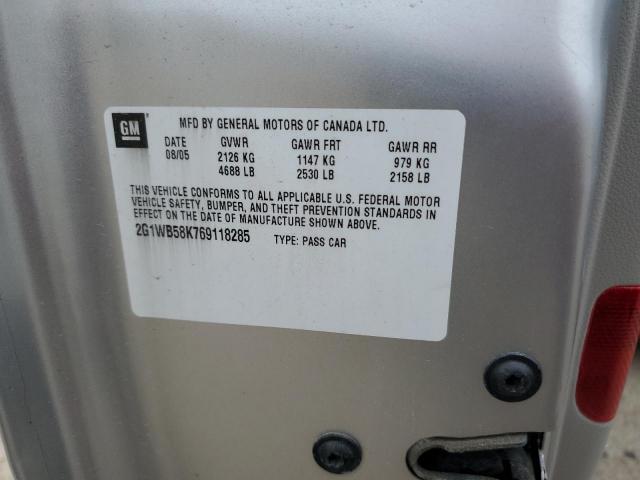 GM
MFD BY GENERAL MOTORS OF CANADA LTD.
DATE GVWR GAWR FRT GAWR RR
08/05 2126 KG 1147 KG 979 KG
4688 LB 2530 LB 2158 LB
THIS VEHICLE CONFORMS TO ALL APPLICABLE U.S. FEDERAL MOTOR
VEHICLE SAFETY, BUMPER, AND THEFT PREVENTION STANDARDS IN
EFFECT ON THE DATE OF MANUFACTURE SHOWN ABOVE.
2G1WB58K769118285 TYPE: PASS CAR